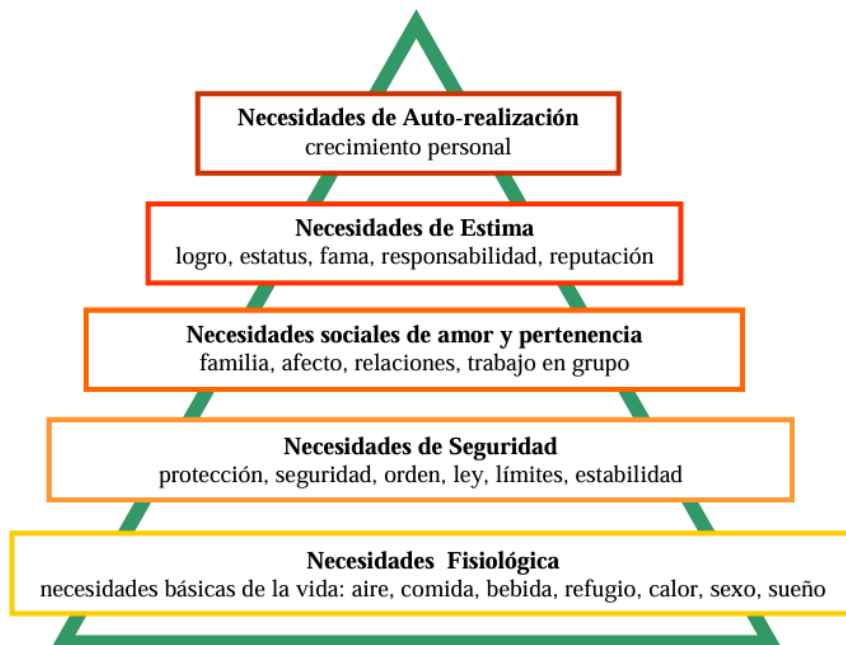 Necesidades de Auto-realización
crecimiento personal
Necesidades de Estima
logro, estatus, fama, responsabilidad, reputación
Necesidades sociales de amor y pertenencia
familia, afecto, relaciones, trabajo en grupo
Necesidades de Seguridad
protección, seguridad, orden, ley, límites, estabilidad
Necesidades Fisiológica
necesidades básicas de la vida: aire, comida, bebida, refugio, calor, sexo, sueño